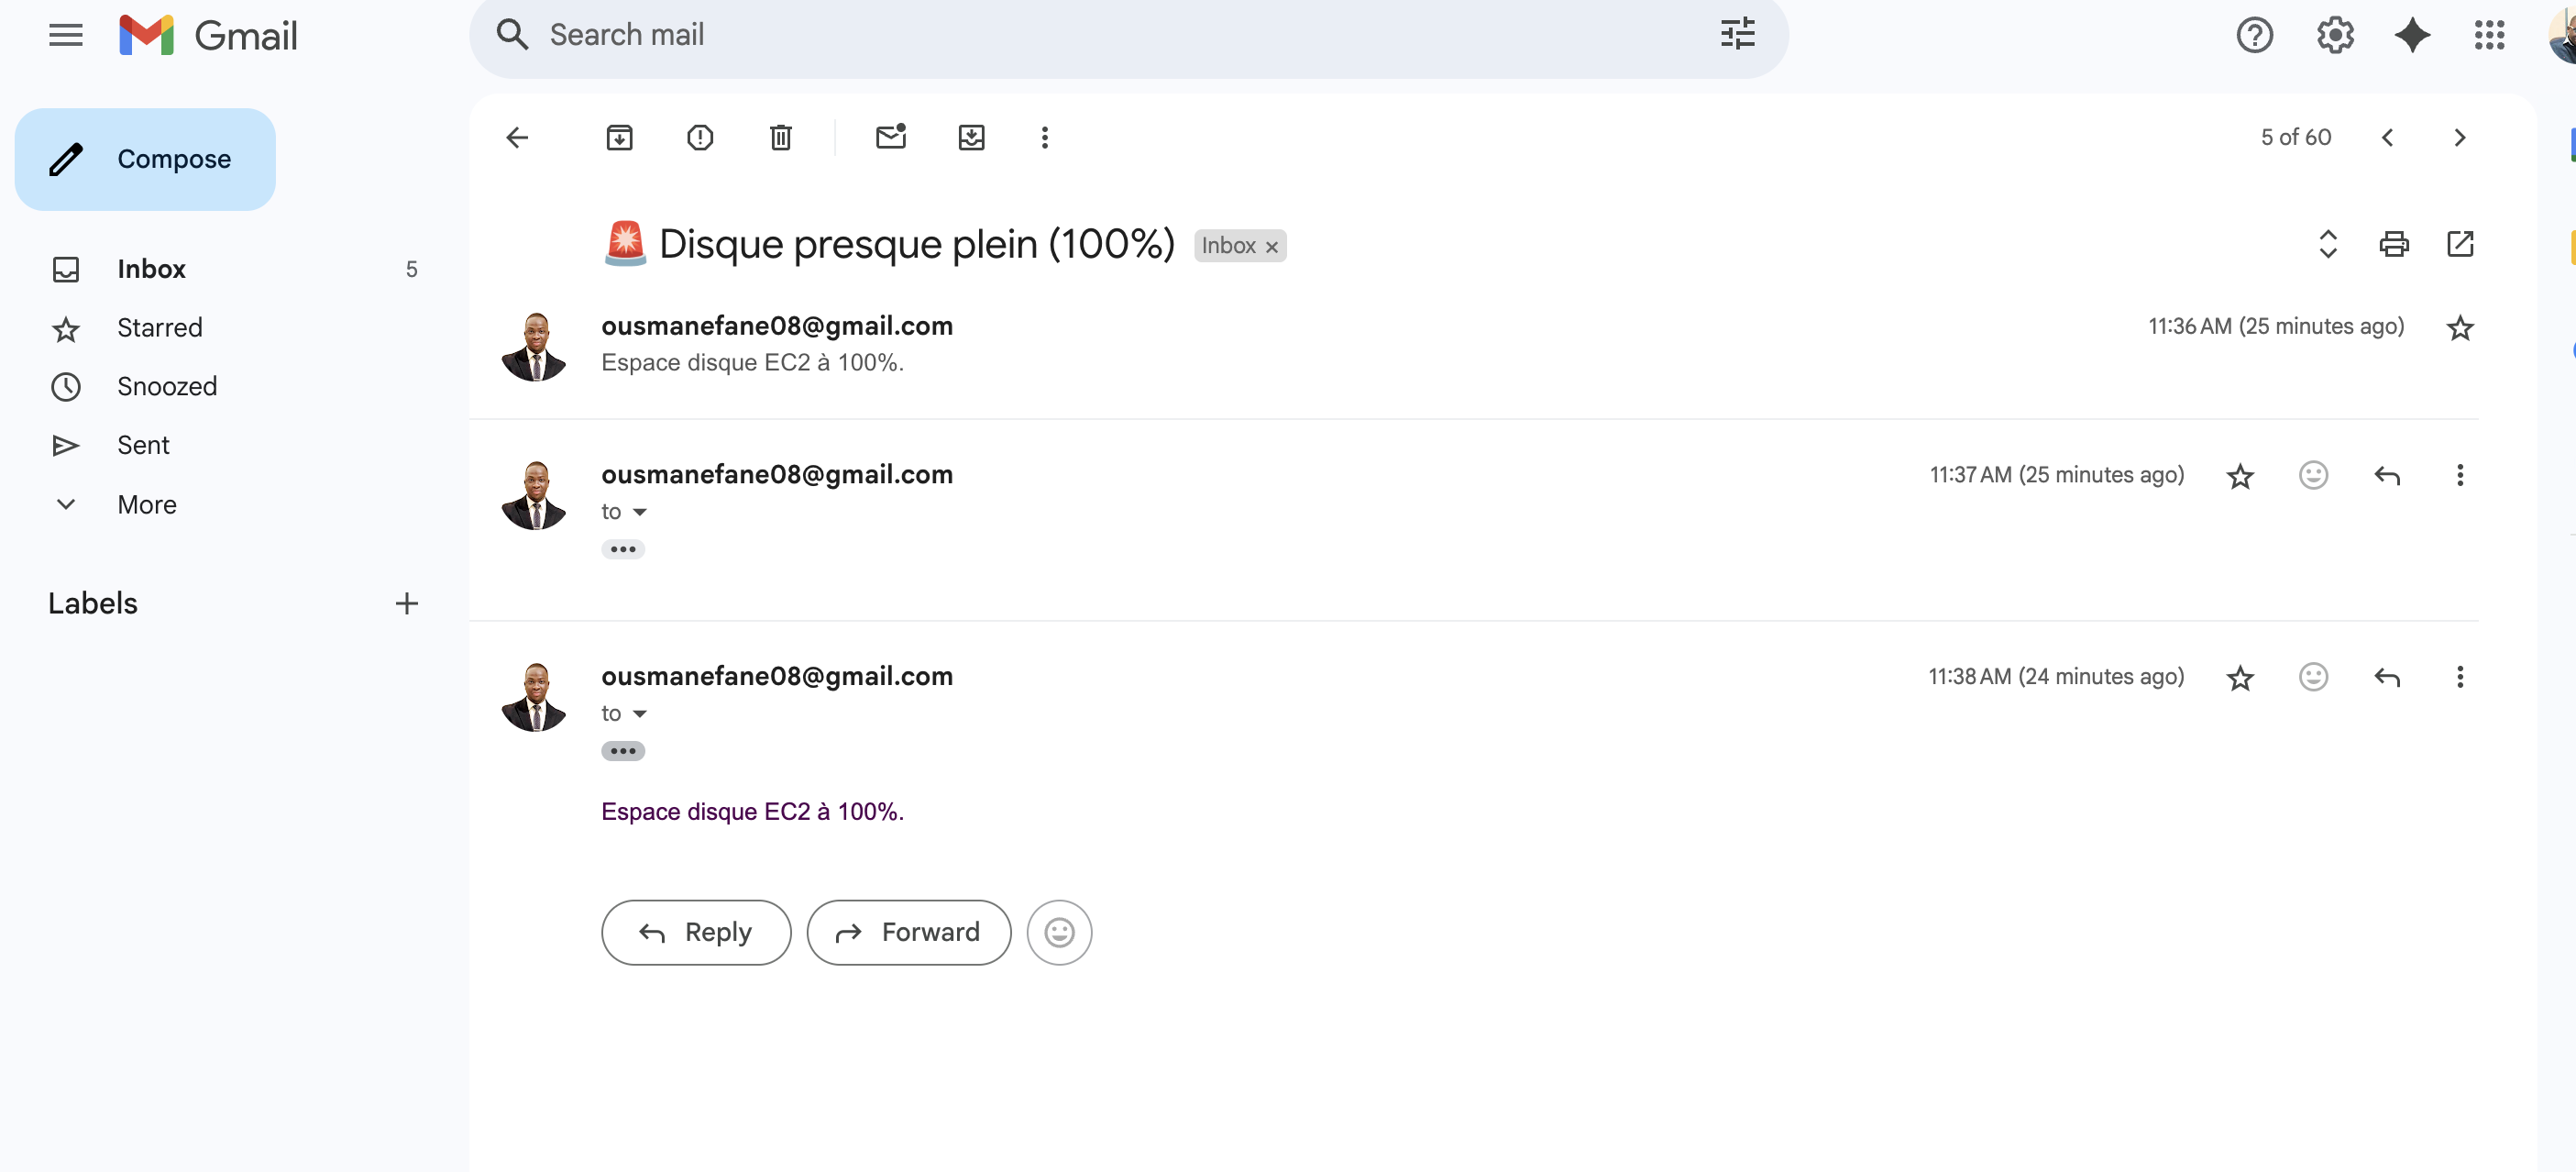 Gmail
Search mail
Compose
5 of 60
🚨 Disque presque plein (100%) Inbox ×
Inbox 5
Starred
Snoozed
Sent
More
Labels
ousmanefane08@gmail.com 11:36 AM (25 minutes ago)
Espace disque EC2 à 100%.
ousmanefane08@gmail.com 11:37 AM (25 minutes ago)
to
ousmanefane08@gmail.com 11:38 AM (24 minutes ago)
to
Espace disque EC2 à 100%.
Reply
Forward